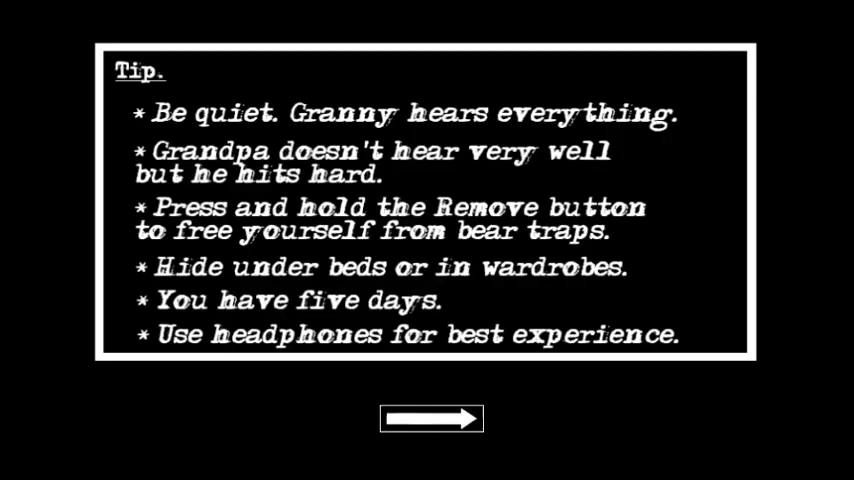 Tip.
* Be quiet. Granny hears everything.
* Grandpa doesn't hear very well
but he hits hard.
* Press and hold the Remove button
to free yourself from bear traps.
* Hide under beds or in wardrobes.
* You have five days.
* Use headphones for best experience.